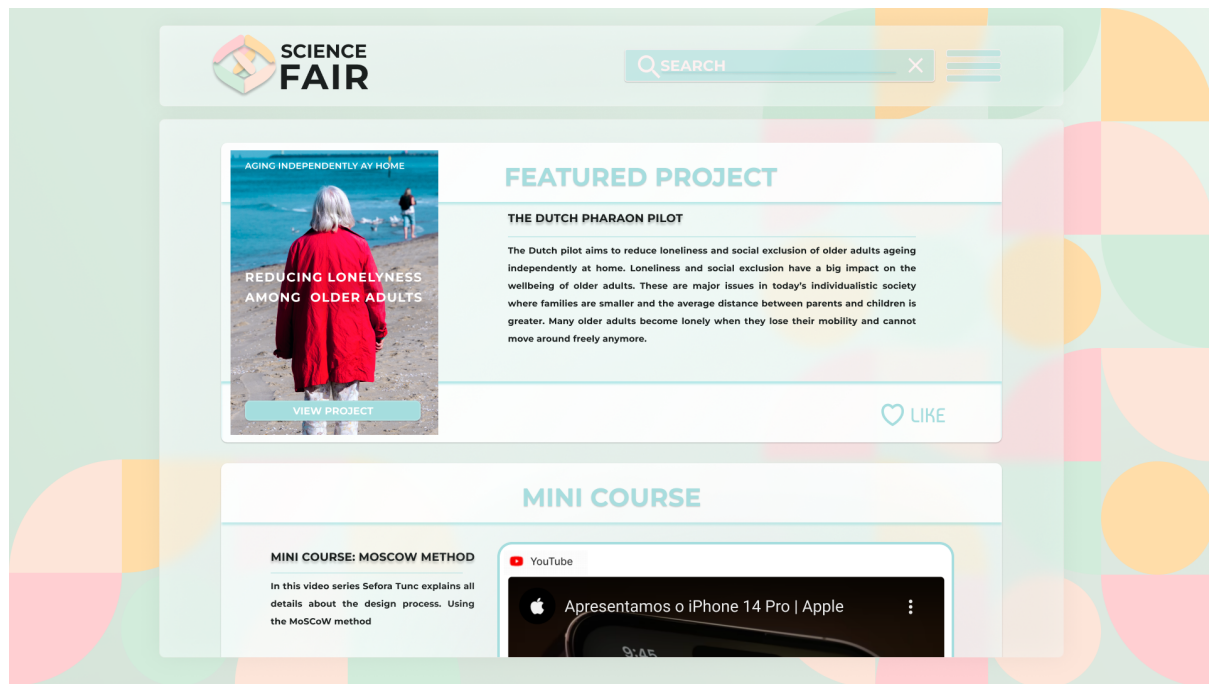 SCIENCE
FAIR
SEARCH
AGING INDEPENDENTLY AY HOME
REDUCING LONELYNESS
AMONG OLDER ADULTS
VIEW PROJECT
FEATURED PROJECT
THE DUTCH PHARAON PILOT
The Dutch pilot aims to reduce loneliness and social exclusion of older adults ageing
independently at home. Loneliness and social exclusion have a big impact on the
wellbeing of older adults. These are major issues in today's individualistic society
where families are smaller and the average distance between parents and children is
greater. Many older adults become lonely when they lose their mobility and cannot
move around freely anymore.
LIKE
MINI COURSE
MINI COURSE: MOSCOW METHOD
In this video series Sefora Tunc explains all
details about the design process. Using
the MoSCoW method
YouTube
Apresentamos o iPhone 14 Pro | Apple
9:45